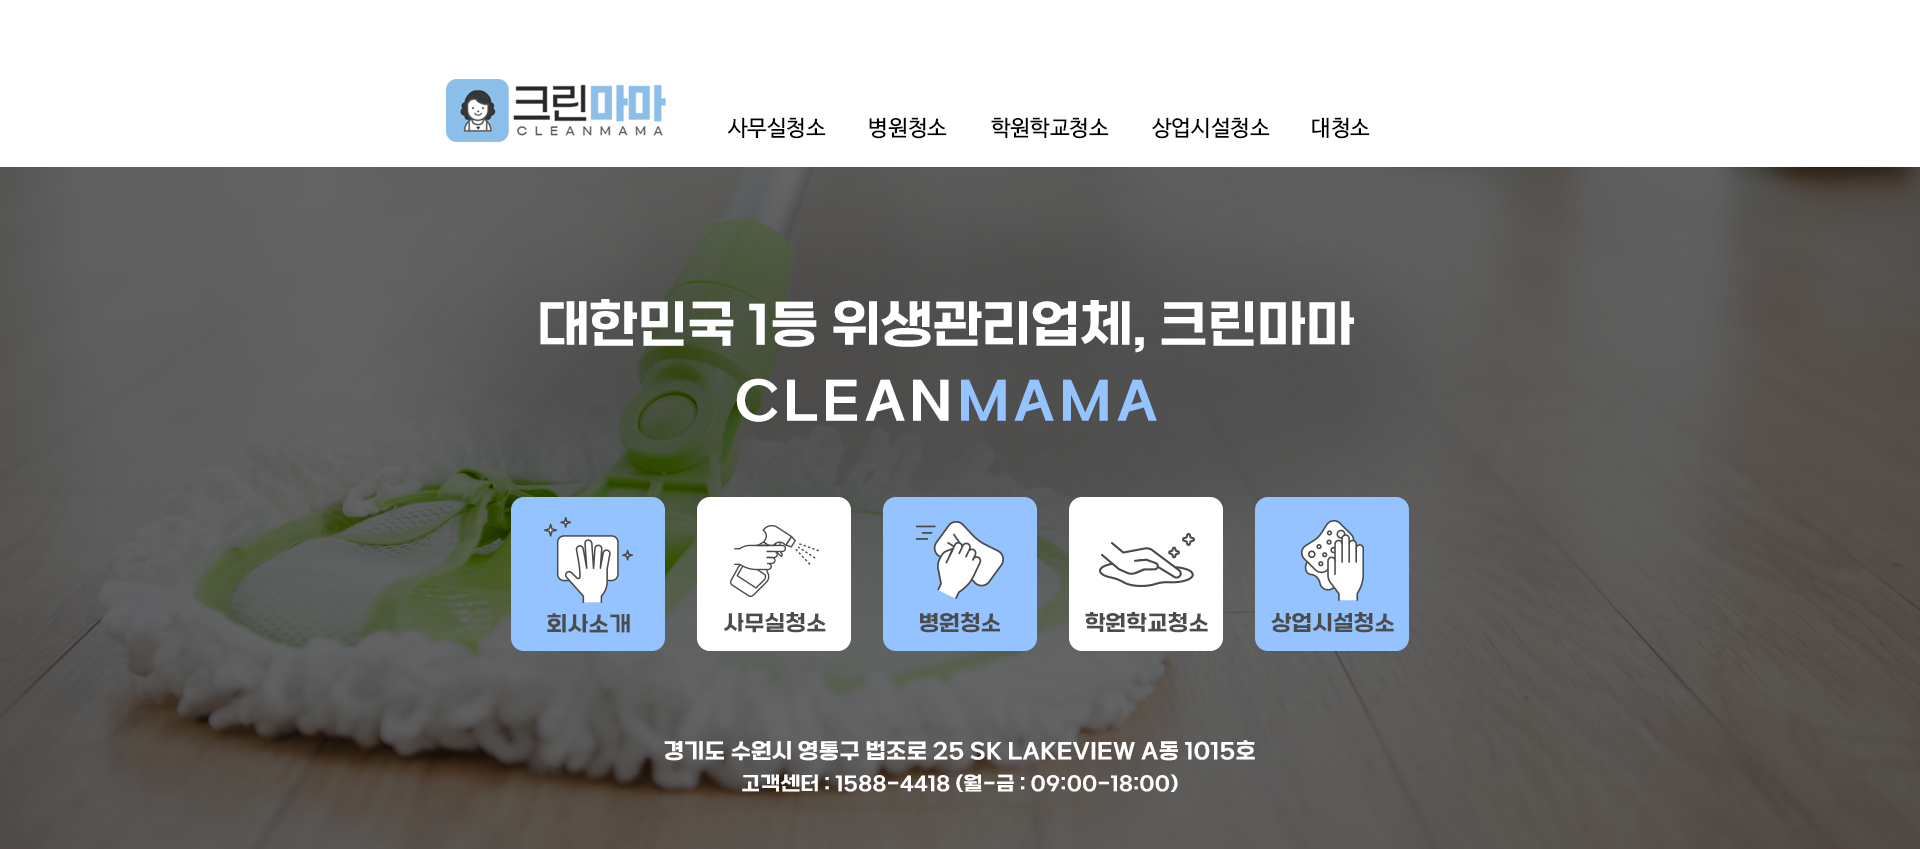 크린마마
CLEANMAMA
사무실청소 병원청소 학원학교청소 상업시설청소 대청소
대한민국 1등 위생관리업체, 크린마마
CLEANMAMA
회사소개 사무실청소 병원청소 학원학교청소 상업시설청소
경기도 수원시 영통구 법조로 25 SK LAKEVIEW A동 1015호
고객센터 : 1588-4418 (월-금 : 09:00-18:00)